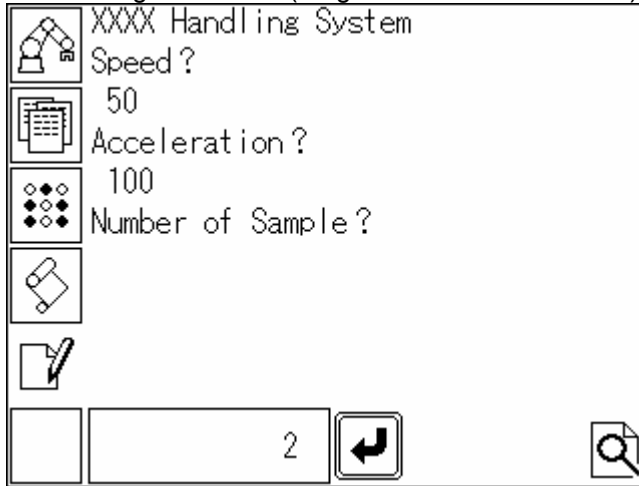 XXXX Handling System
Speed?
50
Acceleration?
100
Number of Sample?
2